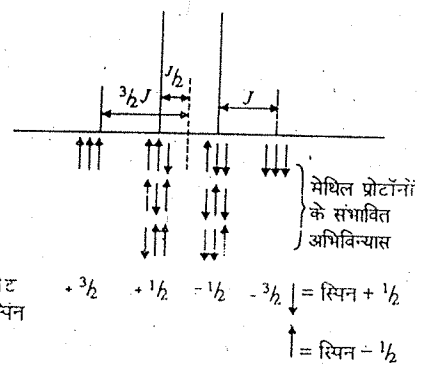 J/2
3/2 J
J
मेथिल प्रोटॉनों
के संभावित
अभिविन्यास
+ 3/2 + 1/2 - 1/2 - 3/2
↓ = स्पिन + 1/2
↑ = स्पिन - 1/2